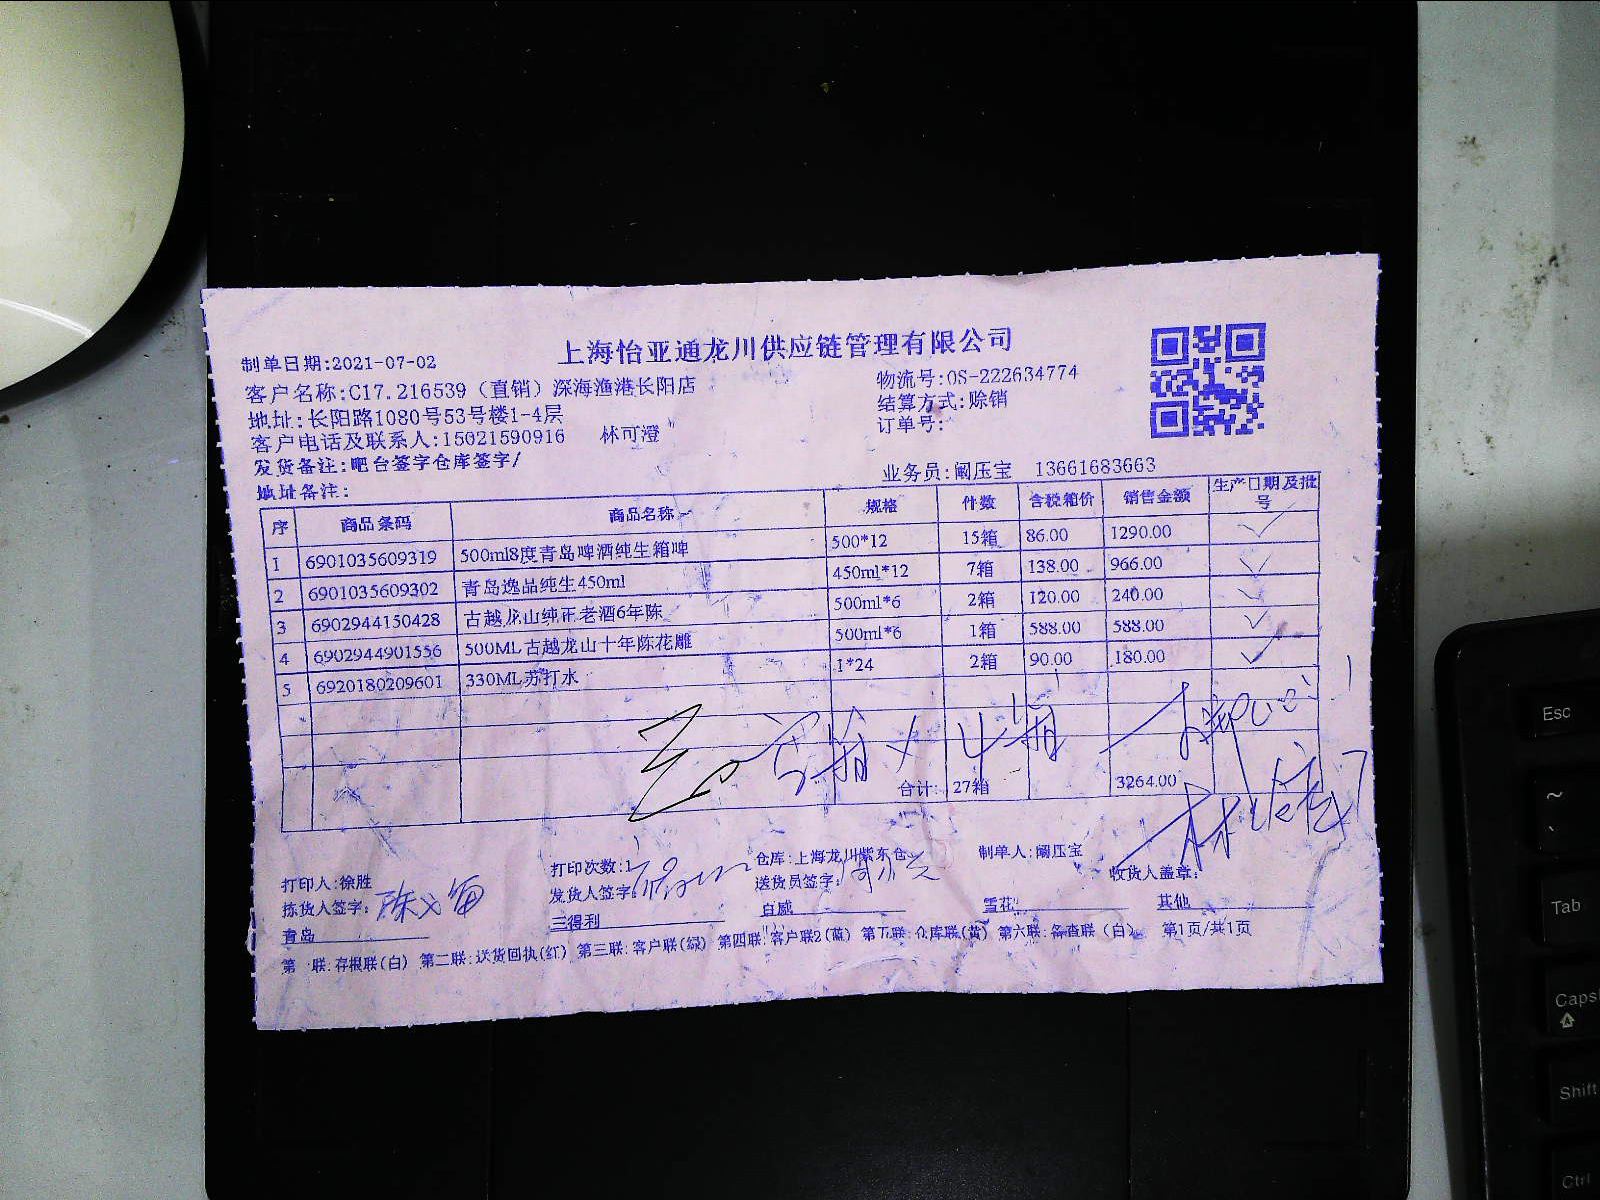 上海怡亚通龙川供应链管理有限公司
制单日期:2021-07-02
客户名称:C17.216539（直销）深海渔港长阳店
物流号:OS-222634774
地址:长阳路1080号53号楼1-4层
结算方式:赊销
客户电话及联系人:15021590916 林可澄
订单号:
发货备注:吧台签字仓库签字/
业务员:阚压宝 13661683663
地址备注:
序 商品条码 商品名称 规格 件数 含税箱价 销售金额 生产日期及批号
1 6901035609319 500ml8度青岛啤酒纯生箱啤 500*12 15箱 86.00 1290.00
2 6901035609302 青岛逸品纯生450ml 450ml*12 7箱 138.00 966.00
3 6902944150428 古越龙山纯正老酒6年陈 500ml*6 2箱 120.00 240.00
4 6902944901556 500ML古越龙山十年陈花雕 500ml*6 1箱 588.00 588.00
5 6920180209601 330ML苏打水 1*24 2箱 90.00 180.00
合计: 27箱 3264.00
打印人:徐胜 打印次数:1 仓库:上海龙川紫东仓 制单人:阚压宝
拣货人签字: 发货人签字: 送货员签字: 收货人盖章:
青岛 三得利 百威 雪花 其他
第 联:存根联(白) 第二联:送货回执(红) 第三联:客户联(绿) 第四联:客户联2(蓝) 第五联:仓库联(黄) 第六联:备查联（白） 第1页/共1页
Esc
~
Tab
Caps
Shift
Ctrl